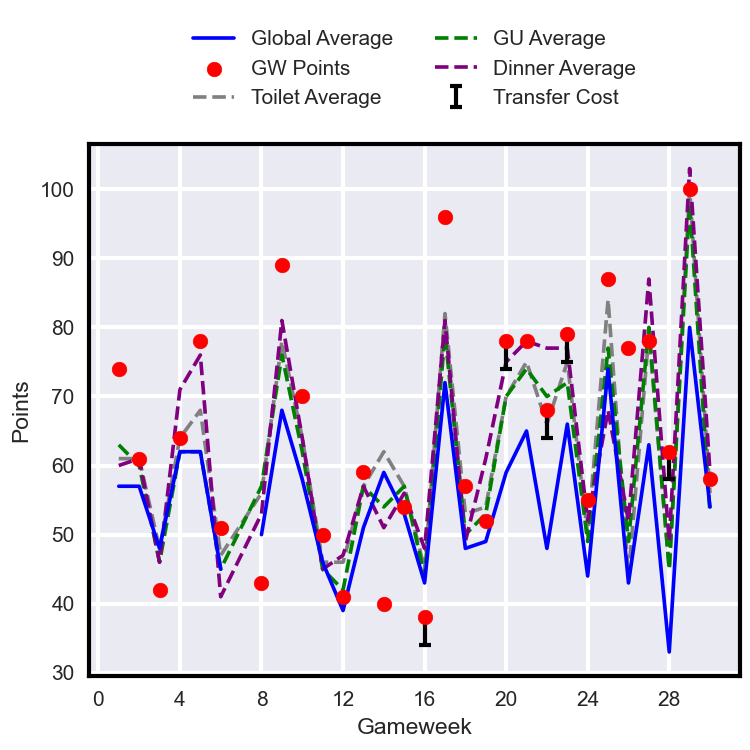 Global Average GU Average
GW Points Dinner Average
Toilet Average Transfer Cost
100
90
80
70
60
50
40
30
Points
0 4 8 12 16 20 24 28
Gameweek